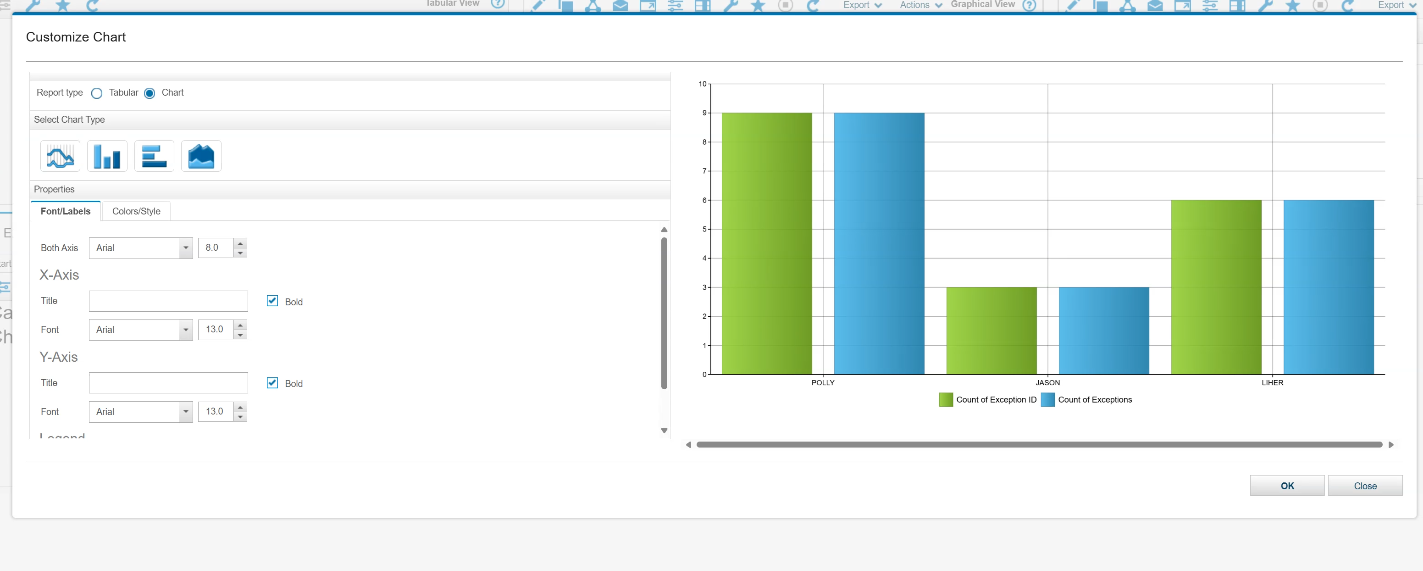 Tabular View
Export
Actions
Graphical View
Export
Customize Chart
Report type
Tabular
Chart
Select Chart Type
Properties
Font/Labels
Colors/Style
Both Axis
Arial
8.0
X-Axis
Title
Bold
Font
Arial
13.0
Y-Axis
Title
Bold
Font
Arial
13.0
Legend
10
9
8
7
6
5
4
3
2
1
0
POLLY
JASON
LIHER
Count of Exception ID
Count of Exceptions
OK
Close